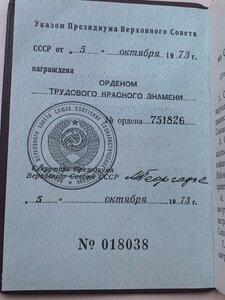 Указом Президиума Верховного Совета
СССР от „ 5 „ октября 1973 г.
награждена
ОРДЕНОМ
ТРУДОВОГО КРАСНОГО ЗНАМЕНИ
№ ордена 751826
Секретарь Президиума
Верховного Совета СССР
„ 5 „ октября 1973 г.
№ 018038